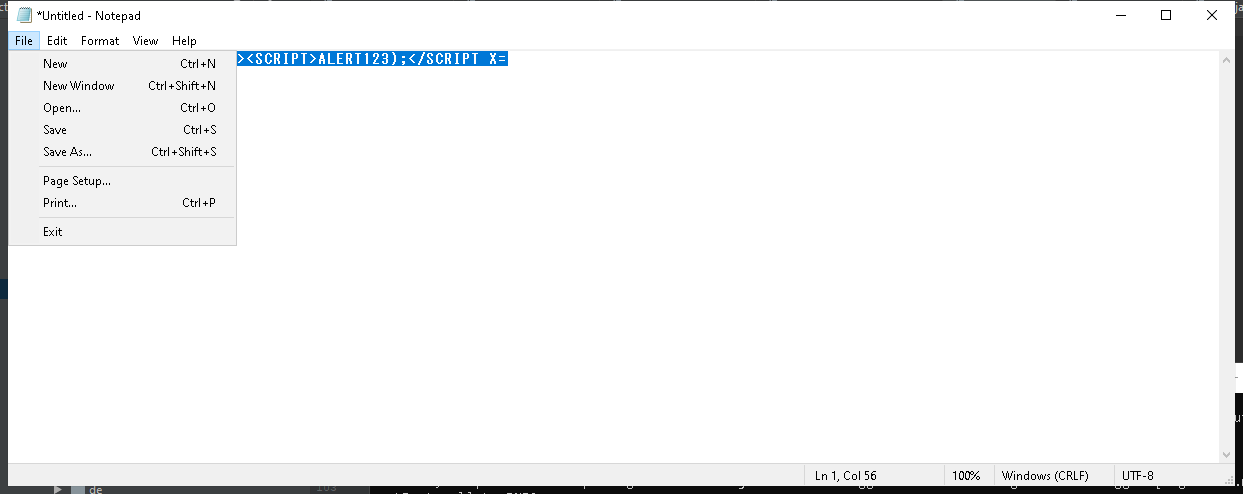 *Untitled - Notepad
File Edit Format View Help
><SCRIPT>ALERT123);</SCRIPT X=
New Ctrl+N
New Window Ctrl+Shift+N
Open... Ctrl+O
Save Ctrl+S
Save As... Ctrl+Shift+S
Page Setup...
Print... Ctrl+P
Exit
Ln 1, Col 56 100% Windows (CRLF) UTF-8
de 103